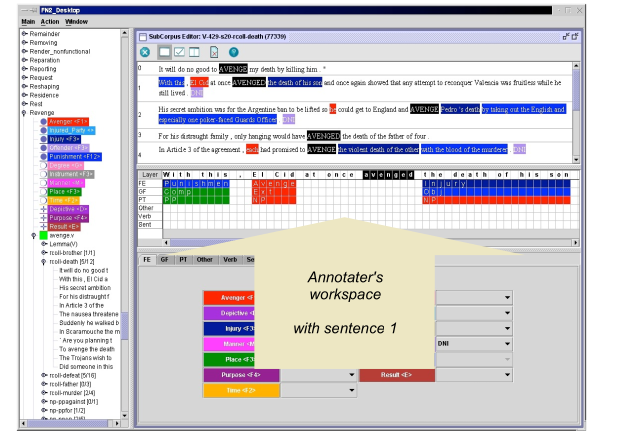 FN2_Desktop
Main Action Window
Remainder
Removing
Render_nonfunctional
Reparation
Reporting
Request
Reshaping
Residence
Rest
Revenge
Avenger <F1>
Injured_Party <>
Injury <F3>
Offender <F3>
Punishment <F12>
Degree <D>
Instrument <F3>
Manner <M>
Place <F3>
Time <F2>
Depictive <D>
Purpose <F4>
Result <E>
avenge.v
Lemma(V)
rcoll-brother [1/1]
rcoll-death [5/12]
It will do no good t
With this , El Cid a
His secret ambition
For his distraught f
In Article 3 of the
The nausea threatene
Suddenly he walked b
In Scaramouche the m
' Are you planning t
To avenge the death
The Trojans wish to
Did someone in this
rcoll-defeat [5/16]
rcoll-father [0/3]
rcoll-murder [2/4]
np-ppagainst [0/1]
np-ppfor [1/2]
SubCorpus Editor: V-429-s20-rcoll-death (77339)
0 It will do no good to AVENGE my death by killing him . *
1 With this , El Cid at once AVENGED the death of his son and once again showed that any attempt to reconquer Valencia was fruitless while he
still lived . DNI
2 His secret ambition was for the Argentine ban to be lifted so he could get to England and AVENGE Pedro 's death by taking out the English and
especially one poker-faced Guards Officer . DNI
3 For his distraught family , only hanging would have AVENGED the death of the father of four .
4 In Article 3 of the agreement , each had promised to AVENGE the violent death of the other with the blood of the murderer . DNI
Layer With this , El Cid at once avenged the death of his son
FE Punishmen Avenge Injury
GF Comp Ext Obj
PT PP NP NP
Other
Verb
Sent
FE GF PT Other Verb
Annotater's
workspace
with sentence 1
Avenger <F
Depictive <D
Injury <F3
Manner <M DNI
Place <F3
Purpose <F4> Result <E>
Time <F2>